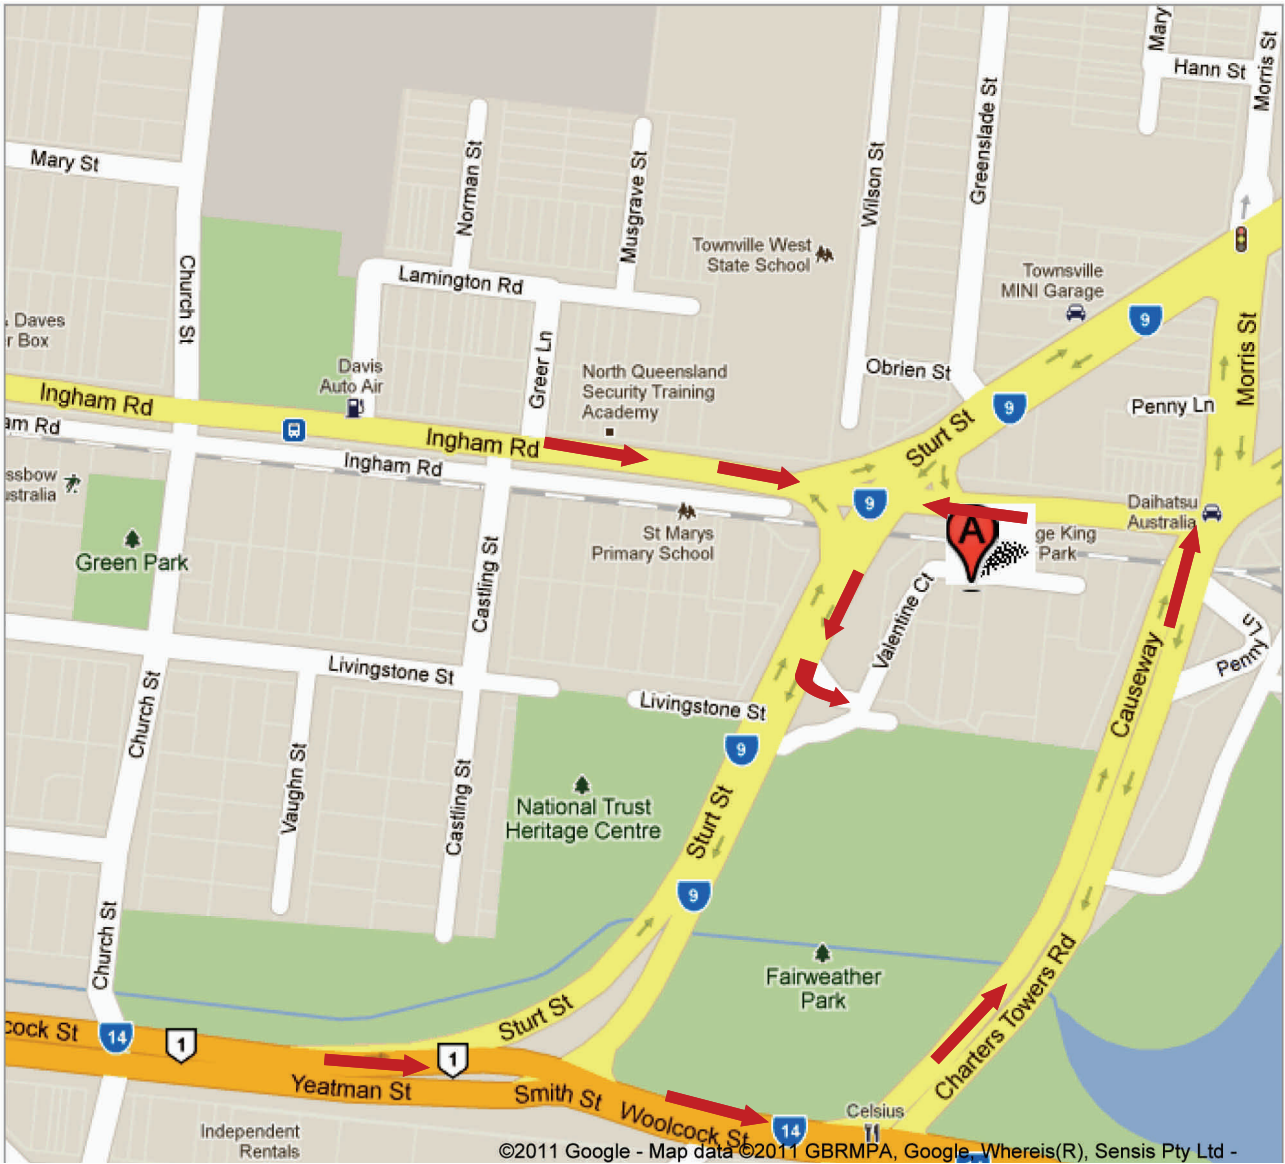 Mary
Hann St
Morris St
Mary St
Norman St
Musgrave St
Wilson St
Greenslade St
Townville West
State School
Church St
Lamington Rd
Townsville
MINI Garage
9
& Daves
r Box
Greer Ln
Davis
Auto Air
North Queensland
Security Training
Academy
Obrien St
Morris St
Penny Ln
9
Ingham Rd
am Rd
Ingham Rd
Ingham Rd
Sturt St
9
ssbow
ustralia
St Marys
Primary School
A
ge King
Park
Daihatsu
Australia
Green Park
Castling St
Valentine Ct
Penny Ln
Livingstone St
Livingstone St
Church St
Causeway
9
Vaughn St
Castling St
National Trust
Heritage Centre
Sturt St
9
Church St
Fairweather
Park
Sturt St
Charters Towers Rd
cock St
14
1
1
Yeatman St
Smith St
Woolcock St
14
Celsius
Independent
Rentals
©2011 Google - Map data ©2011 GBRMPA, Google, Whereis(R), Sensis Pty Ltd -